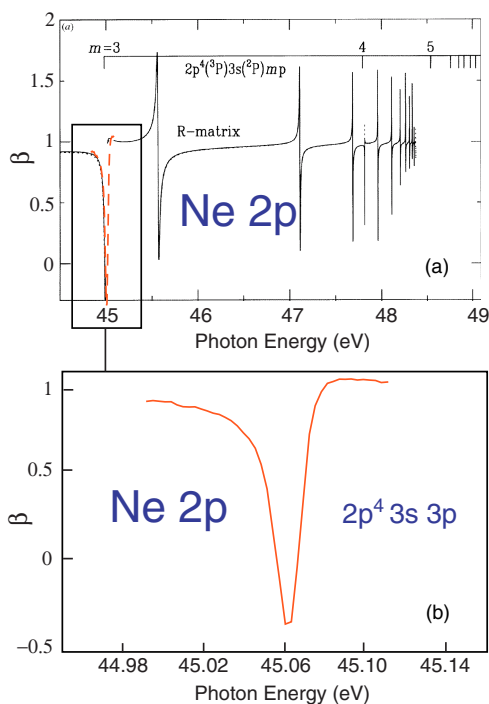 (a)
m=3 4 5
2p⁴(³P)3s(²P)mp
2
1.5
1
0.5
0
β
R-matrix
Ne 2p
(a)
45 46 47 48 49
Photon Energy (eV)
1
0.5
0
−0.5
β
Ne 2p
2p⁴ 3s 3p
(b)
44.98 45.02 45.06 45.10 45.14
Photon Energy (eV)